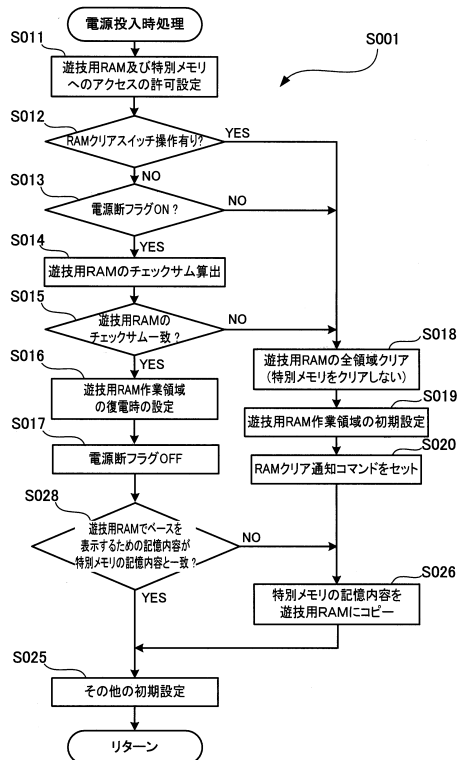 電源投入時処理
S001
S011
遊技用RAM及び特別メモリ
へのアクセスの許可設定
S012
RAMクリアスイッチ操作有り?
YES
NO
S013
電源断フラグON?
NO
YES
S014
遊技用RAMのチェックサム算出
S015
遊技用RAMの
チェックサム一致?
NO
YES
S018
遊技用RAMの全領域クリア
(特別メモリをクリアしない)
S016
遊技用RAM作業領域
の復電時の設定
S019
遊技用RAM作業領域の初期設定
S017
電源断フラグOFF
S020
RAMクリア通知コマンドをセット
S028
遊技用RAMでベースを
表示するための記憶内容が
特別メモリの記憶内容と一致?
NO
YES
S026
特別メモリの記憶内容を
遊技用RAMにコピー
S025
その他の初期設定
リターン